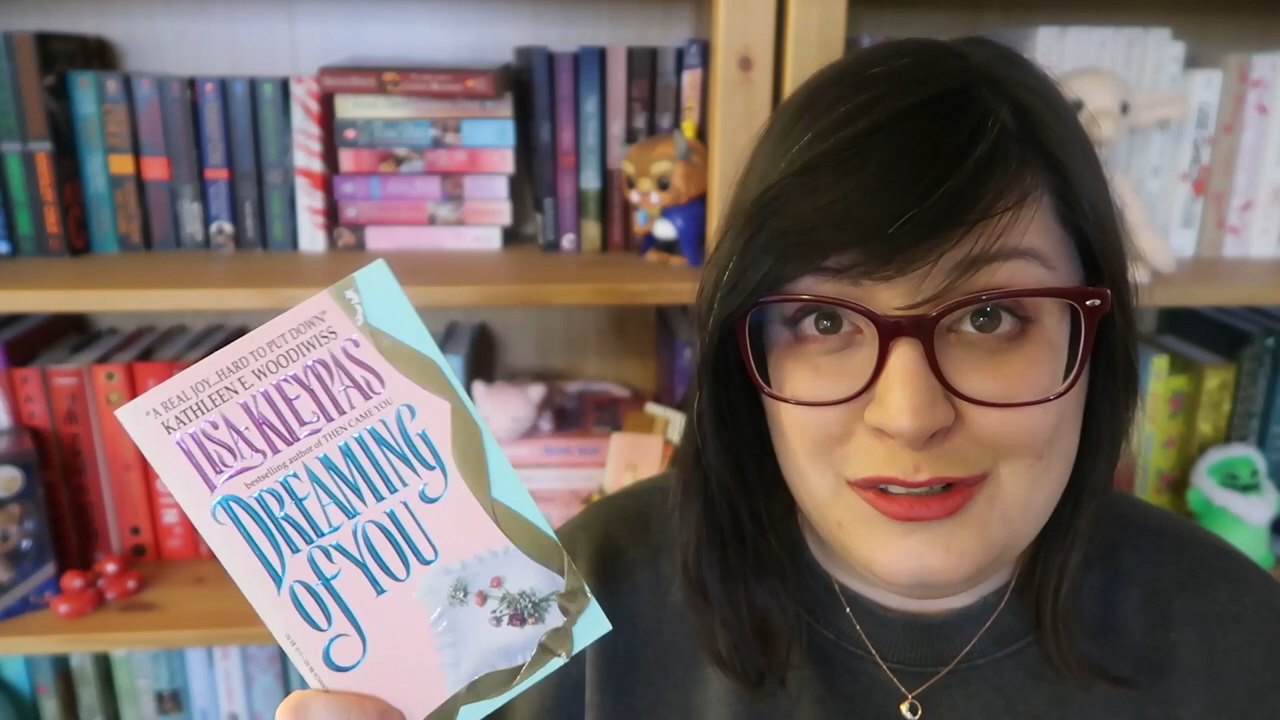 "A REAL JOY...HARD TO PUT DOWN"
KATHLEEN E. WOODIWISS
LISA KLEYPAS
bestselling author of THEN CAME YOU
DREAMING
of YOU